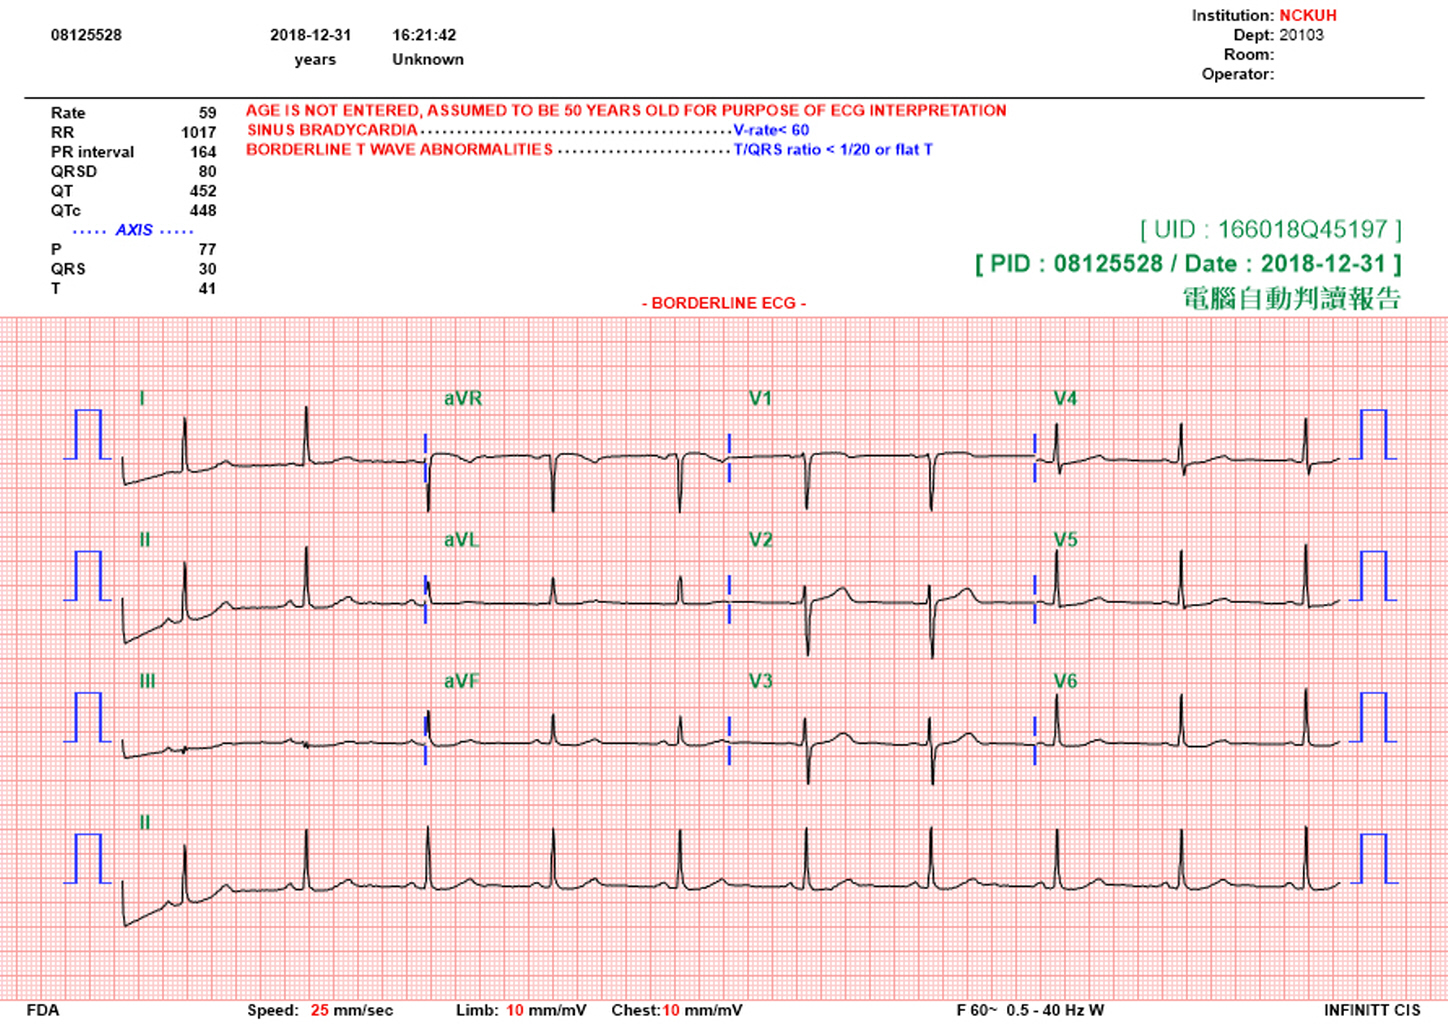 Institution: NCKUH
08125528 2018-12-31 16:21:42 Dept: 20103
years Unknown Room:
Operator:
Rate 59 AGE IS NOT ENTERED, ASSUMED TO BE 50 YEARS OLD FOR PURPOSE OF ECG INTERPRETATION
RR 1017 SINUS BRADYCARDIA...................................V-rate< 60
PR interval 164 BORDERLINE T WAVE ABNORMALITIES........................T/QRS ratio < 1/20 or flat T
QRSD 80
QT 452
QTc 448
..... AXIS .....
[ UID : 166018Q45197 ]
P 77
QRS 30
[ PID : 08125528 / Date : 2018-12-31 ]
T 41
電腦自動判讀報告
- BORDERLINE ECG -
I aVR V1 V4
II aVL V2 V5
III aVF V3 V6
II
FDA Speed: 25 mm/sec Limb: 10 mm/mV Chest:10 mm/mV F 60~ 0.5 - 40 Hz W INFINITT CIS